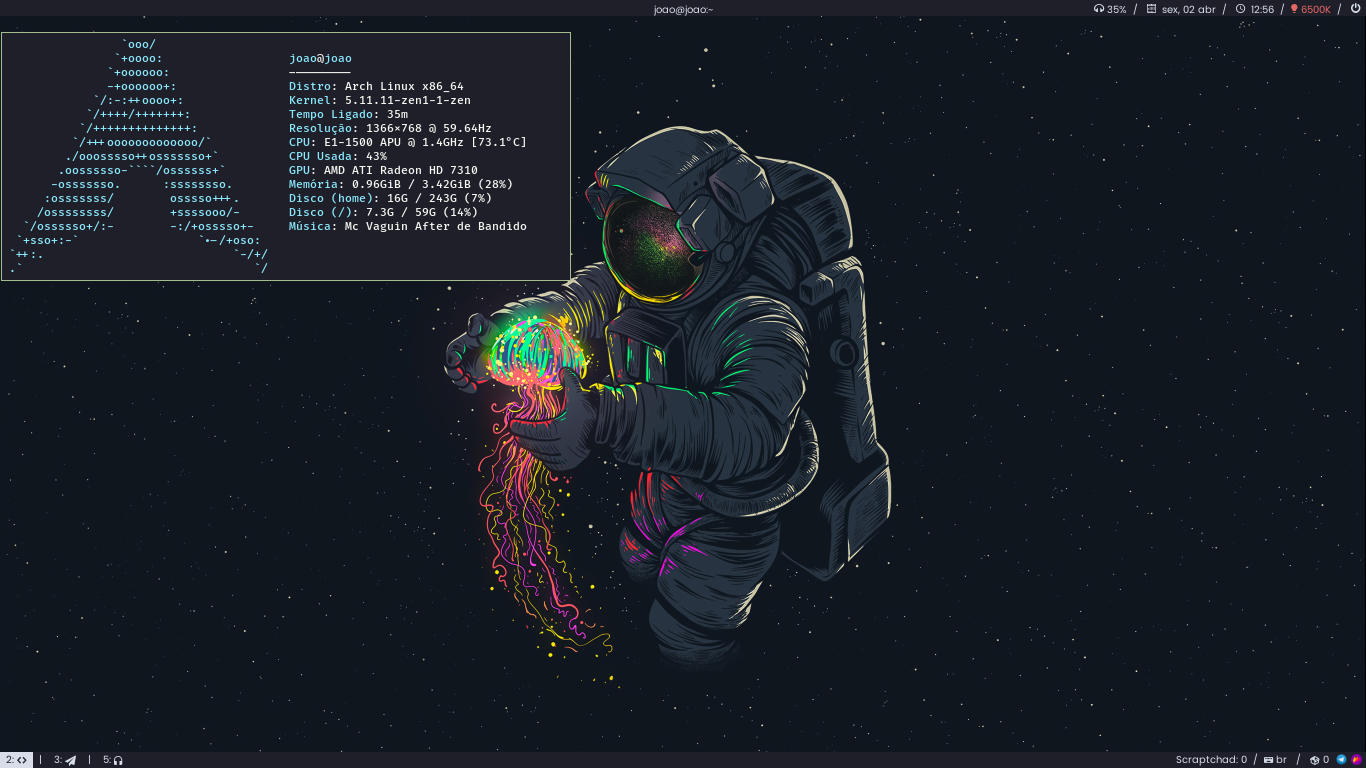 joao@joao:~
35% / sex, 02 abr / 12:56 / 6500K /
joao@joao
Distro: Arch Linux x86_64
Kernel: 5.11.11-zen1-1-zen
Tempo Ligado: 35m
Resolução: 1366×768 @ 59.64Hz
CPU: E1-1500 APU @ 1.4GHz [73.1°C]
CPU Usada: 43%
GPU: AMD ATI Radeon HD 7310
Memória: 0.96GiB / 3.42GiB (28%)
Disco (home): 16G / 243G (7%)
Disco (/): 7.3G / 59G (14%)
Música: Mc Vaguin After de Bandido
2: | 3: | 5:
Scraptchad: 0 / br / 0